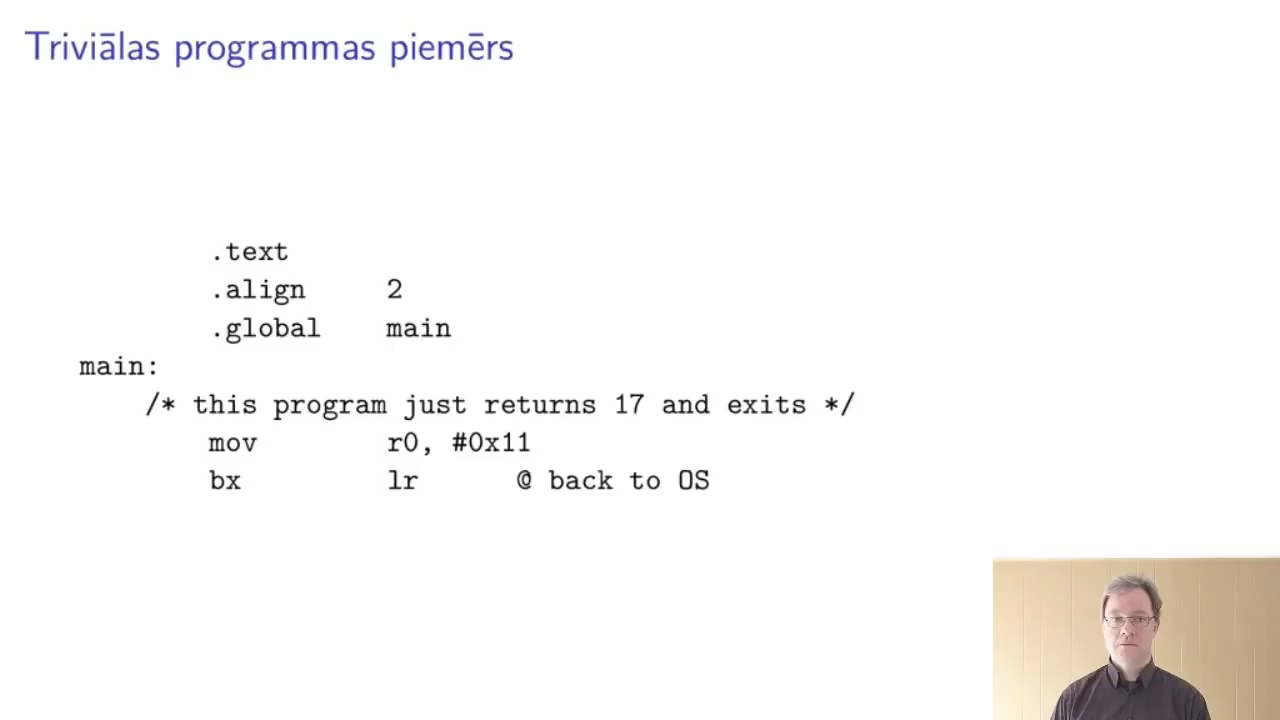 Triviālas programmas piemērs
.text
.align 2
.global main
main:
/* this program just returns 17 and exits */
mov r0, #0x11
bx lr @ back to OS